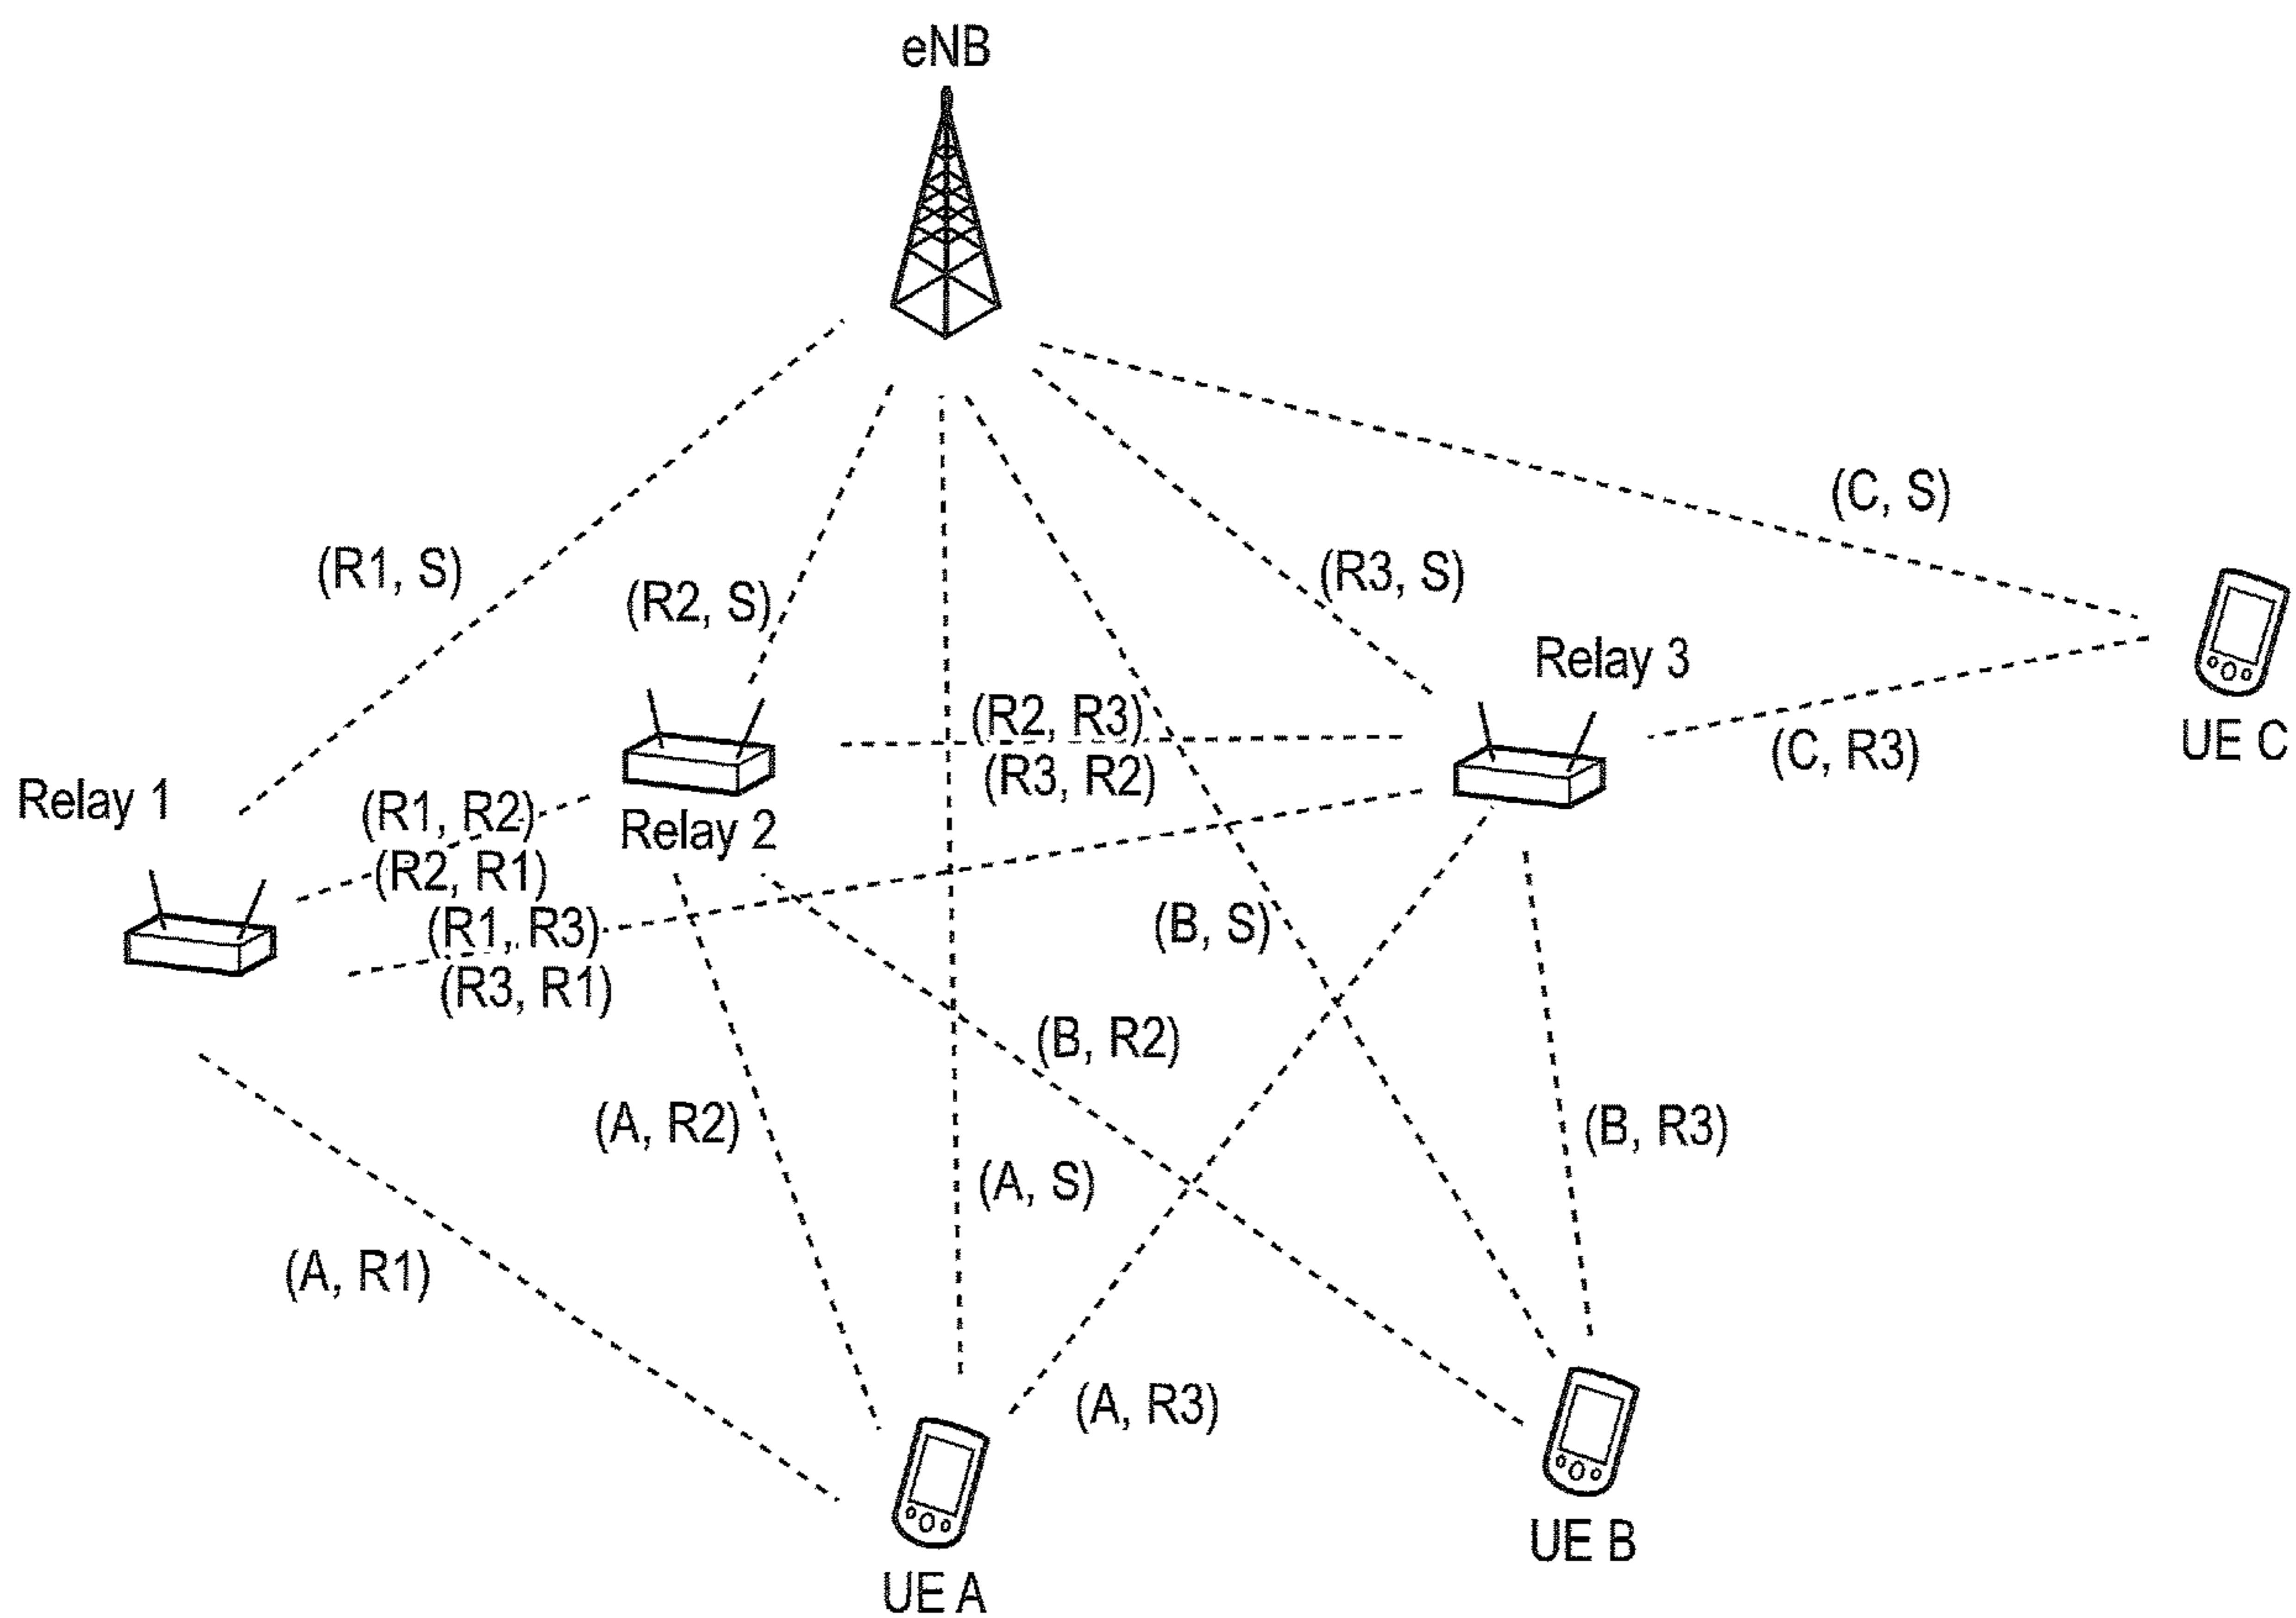 eNB
(C, S)
(R1, S)
(R2, S)
(R3, S)
Relay 3
(R2, R3)
(R3, R2)
(C, R3)
UE C
Relay 1
(R1, R2)
Relay 2
(R2, R1)
(R1, R3)
(R3, R1)
(B, S)
(B, R2)
(A, R2)
(B, R3)
(A, S)
(A, R1)
(A, R3)
UE B
UE A